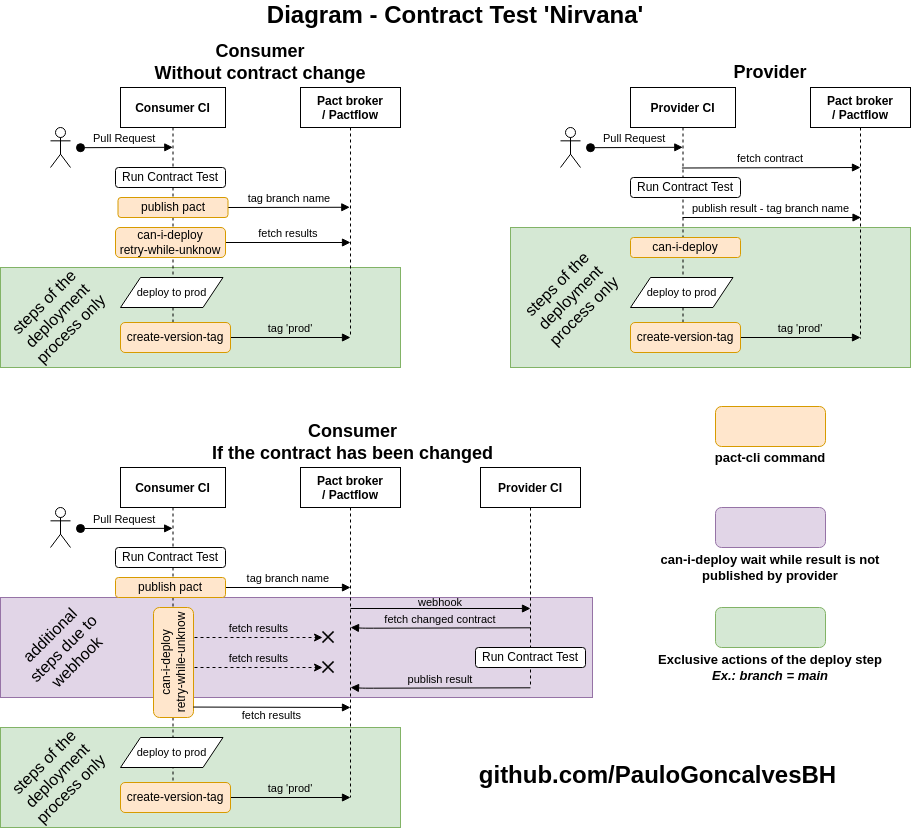 Diagram - Contract Test 'Nirvana'
Consumer
Without contract change
Consumer CI
Pact broker
/ Pactflow
Pull Request
Run Contract Test
publish pact
tag branch name
can-i-deploy
retry-while-unknow
fetch results
steps of the
deployment
process only
deploy to prod
create-version-tag
tag 'prod'
Provider
Provider CI
Pact broker
/ Pactflow
Pull Request
fetch contract
Run Contract Test
publish result - tag branch name
can-i-deploy
steps of the
deployment
process only
deploy to prod
create-version-tag
tag 'prod'
Consumer
If the contract has been changed
Consumer CI
Pact broker
/ Pactflow
Provider CI
Pull Request
Run Contract Test
publish pact
tag branch name
additional
steps due to
webhook
can-i-deploy
retry-while-unknow
webhook
fetch changed contract
fetch results
Run Contract Test
fetch results
publish result
fetch results
steps of the
deployment
process only
deploy to prod
create-version-tag
tag 'prod'
pact-cli command
can-i-deploy wait while result is not
published by provider
Exclusive actions of the deploy step
Ex.: branch = main
github.com/PauloGoncalvesBH